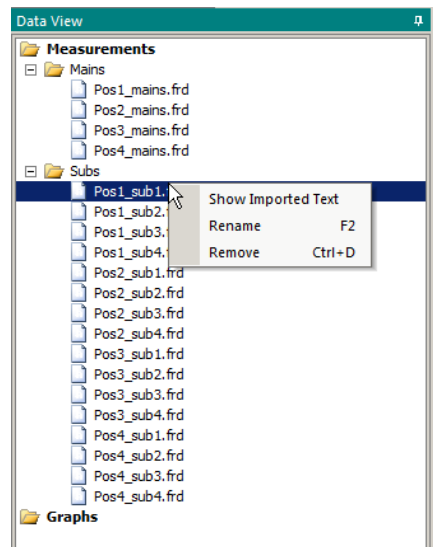 Data View
Measurements
Mains
Pos1_mains.frd
Pos2_mains.frd
Pos3_mains.frd
Pos4_mains.frd
Subs
Pos1_sub1.
Show Imported Text
Pos1_sub2.
Rename F2
Pos1_sub3.
Pos1_sub4.
Remove Ctrl+D
Pos2_sub1.frd
Pos2_sub2.frd
Pos2_sub3.frd
Pos2_sub4.frd
Pos3_sub1.frd
Pos3_sub2.frd
Pos3_sub3.frd
Pos3_sub4.frd
Pos4_sub1.frd
Pos4_sub2.frd
Pos4_sub3.frd
Pos4_sub4.frd
Graphs